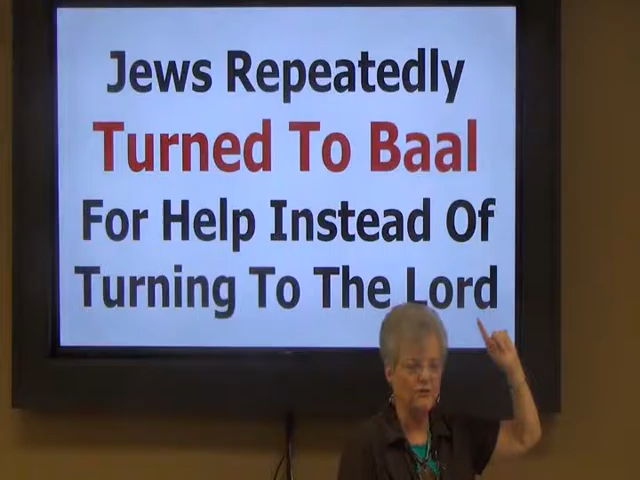 Jews Repeatedly
Turned To Baal
For Help Instead Of
Turning To The Lord